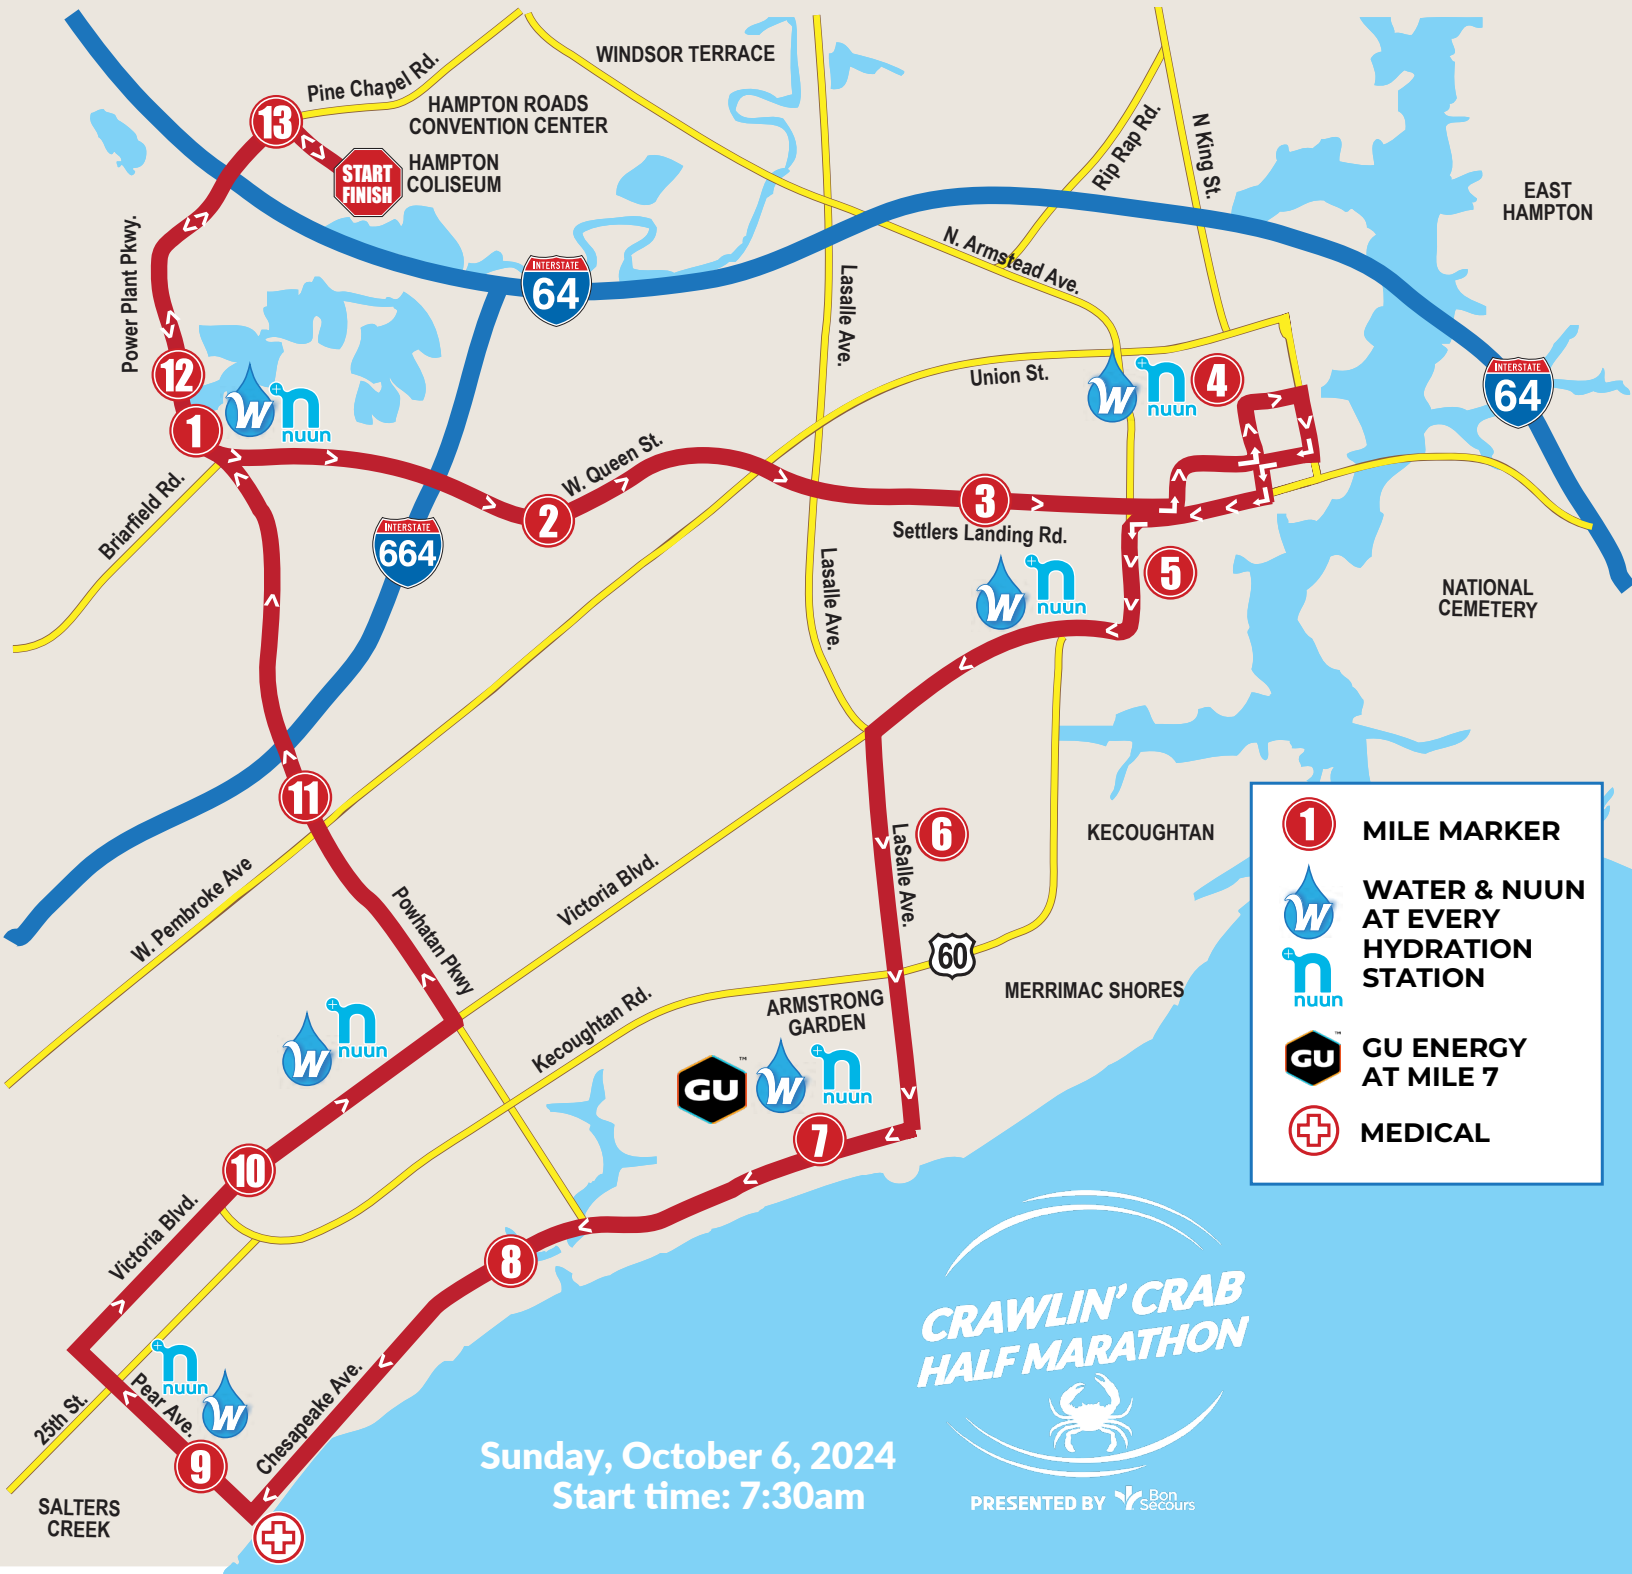 WINDSOR TERRACE
Pine Chapel Rd.
HAMPTON ROADS
CONVENTION CENTER
13
START
FINISH
HAMPTON
COLISEUM
Rip Rap Rd.
N King St.
EAST
HAMPTON
Power Plant Pkwy.
N. Armstead Ave.
INTERSTATE
64
Lasalle Ave.
12
1
W
nuun
Union St.
W
nuun
4
INTERSTATE
64
W. Queen St.
Briarfield Rd.
2
3
Settlers Landing Rd.
INTERSTATE
664
Lasalle Ave.
W
nuun
5
NATIONAL
CEMETERY
11
6
LaSalle Ave.
KECOUGHTAN
W. Pembroke Ave
Powhatan Pkwy
Victoria Blvd.
60
MERRIMAC SHORES
ARMSTRONG
GARDEN
Kecoughtan Rd.
W
nuun
GU
™
W
nuun
7
10
Victoria Blvd.
8
nuun
W
25th St.
Pear Ave.
Chesapeake Ave.
9
SALTERS
CREEK
1
MILE MARKER
W
nuun
WATER & NUUN
AT EVERY
HYDRATION
STATION
GU
™
GU ENERGY
AT MILE 7
MEDICAL
CRAWLIN' CRAB
HALF MARATHON
Sunday, October 6, 2024
Start time: 7:30am
PRESENTED BY
Bon
Secours